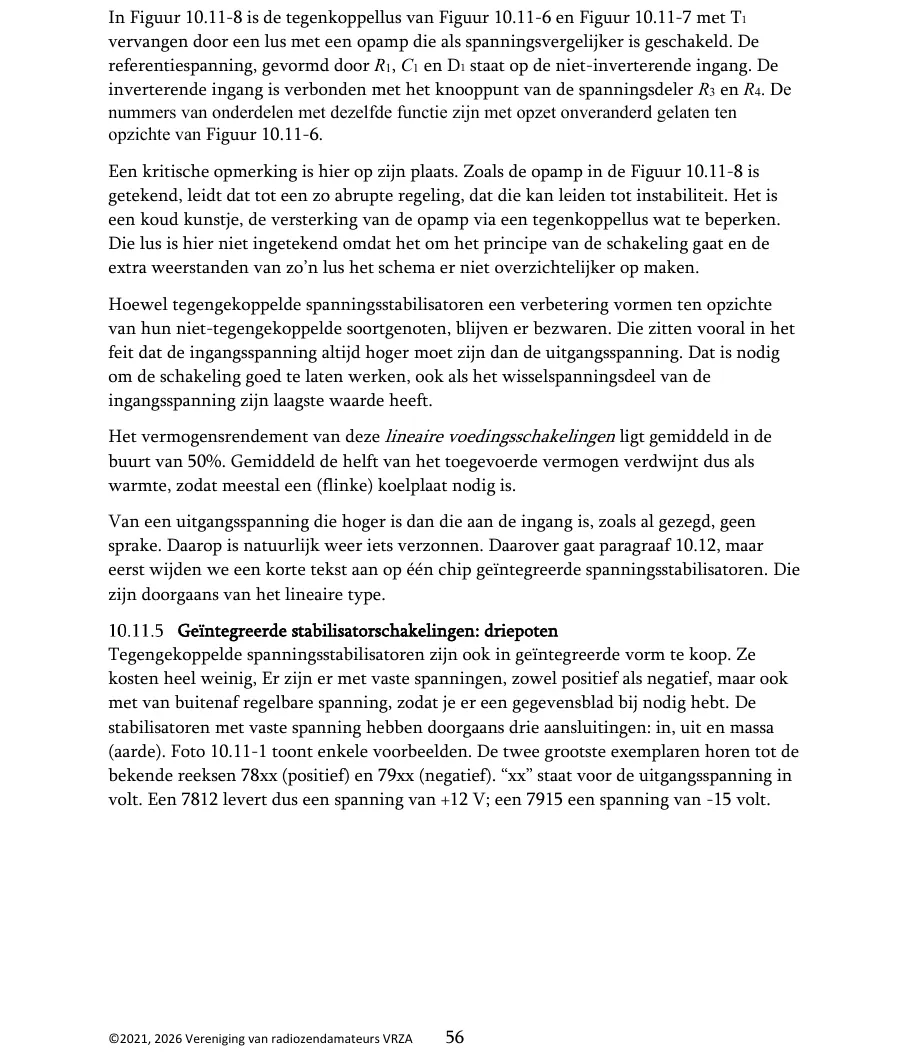 In Figuur 10.11-8 is de tegenkoppellus van Figuur 10.11-6 en Figuur 10.11-7 met T1
vervangen door een lus met een opamp die als spanningsvergelijker is geschakeld. De
referentiespanning, gevormd door R1, C1 en D1 staat op de niet-inverterende ingang. De
inverterende ingang is verbonden met het knooppunt van de spanningsdeler R3 en R4. De
nummers van onderdelen met dezelfde functie zijn met opzet onveranderd gelaten ten
opzichte van Figuur 10.11-6.
Een kritische opmerking is hier op zijn plaats. Zoals de opamp in de Figuur 10.11-8 is
getekend, leidt dat tot een zo abrupte regeling, dat die kan leiden tot instabiliteit. Het is
een koud kunstje, de versterking van de opamp via een tegenkoppellus wat te beperken.
Die lus is hier niet ingetekend omdat het om het principe van de schakeling gaat en de
extra weerstanden van zo’n lus het schema er niet overzichtelijker op maken.
Hoewel tegengekoppelde spanningsstabilisatoren een verbetering vormen ten opzichte
van hun niet-tegengekoppelde soortgenoten, blijven er bezwaren. Die zitten vooral in het
feit dat de ingangsspanning altijd hoger moet zijn dan de uitgangsspanning. Dat is nodig
om de schakeling goed te laten werken, ook als het wisselspanningsdeel van de
ingangsspanning zijn laagste waarde heeft.
Het vermogensrendement van deze lineaire voedingsschakelingen ligt gemiddeld in de
buurt van 50%. Gemiddeld de helft van het toegevoerde vermogen verdwijnt dus als
warmte, zodat meestal een (flinke) koelplaat nodig is.
Van een uitgangsspanning die hoger is dan die aan de ingang is, zoals al gezegd, geen
sprake. Daarop is natuurlijk weer iets verzonnen. Daarover gaat paragraaf 10.12, maar
eerst wijden we een korte tekst aan op één chip geïntegreerde spanningsstabilisatoren. Die
zijn doorgaans van het lineaire type.
10.11.5 Geïntegreerde stabilisatorschakelingen: driepoten
Tegengekoppelde spanningsstabilisatoren zijn ook in geïntegreerde vorm te koop. Ze
kosten heel weinig, Er zijn er met vaste spanningen, zowel positief als negatief, maar ook
met van buitenaf regelbare spanning, zodat je er een gegevensblad bij nodig hebt. De
stabilisatoren met vaste spanning hebben doorgaans drie aansluitingen: in, uit en massa
(aarde). Foto 10.11-1 toont enkele voorbeelden. De twee grootste exemplaren horen tot de
bekende reeksen 78xx (positief) en 79xx (negatief). “xx” staat voor de uitgangsspanning in
volt. Een 7812 levert dus een spanning van +12 V; een 7915 een spanning van -15 volt.
©2021, 2026 Vereniging van radiozendamateurs VRZA 56